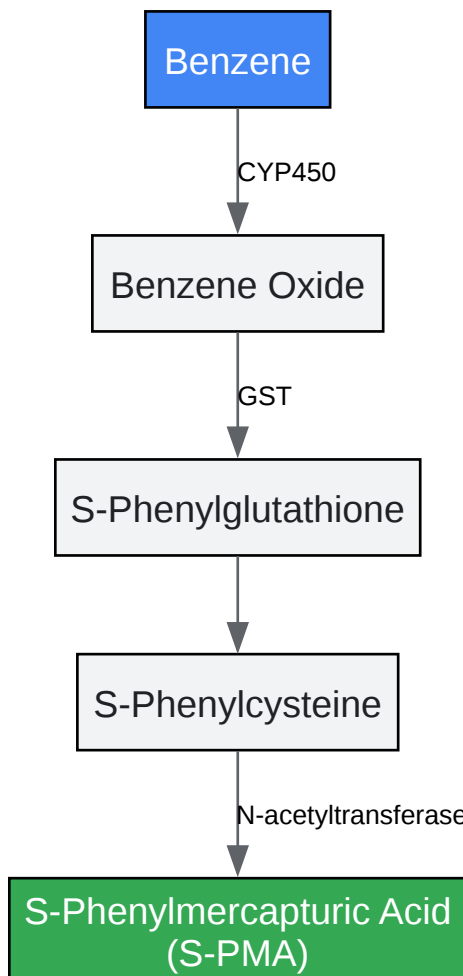 Benzene
CYP450
Benzene Oxide
GST
S-Phenylglutathione
S-Phenylcysteine
N-acetyltransferase
S-Phenylmercapturic Acid
(S-PMA)